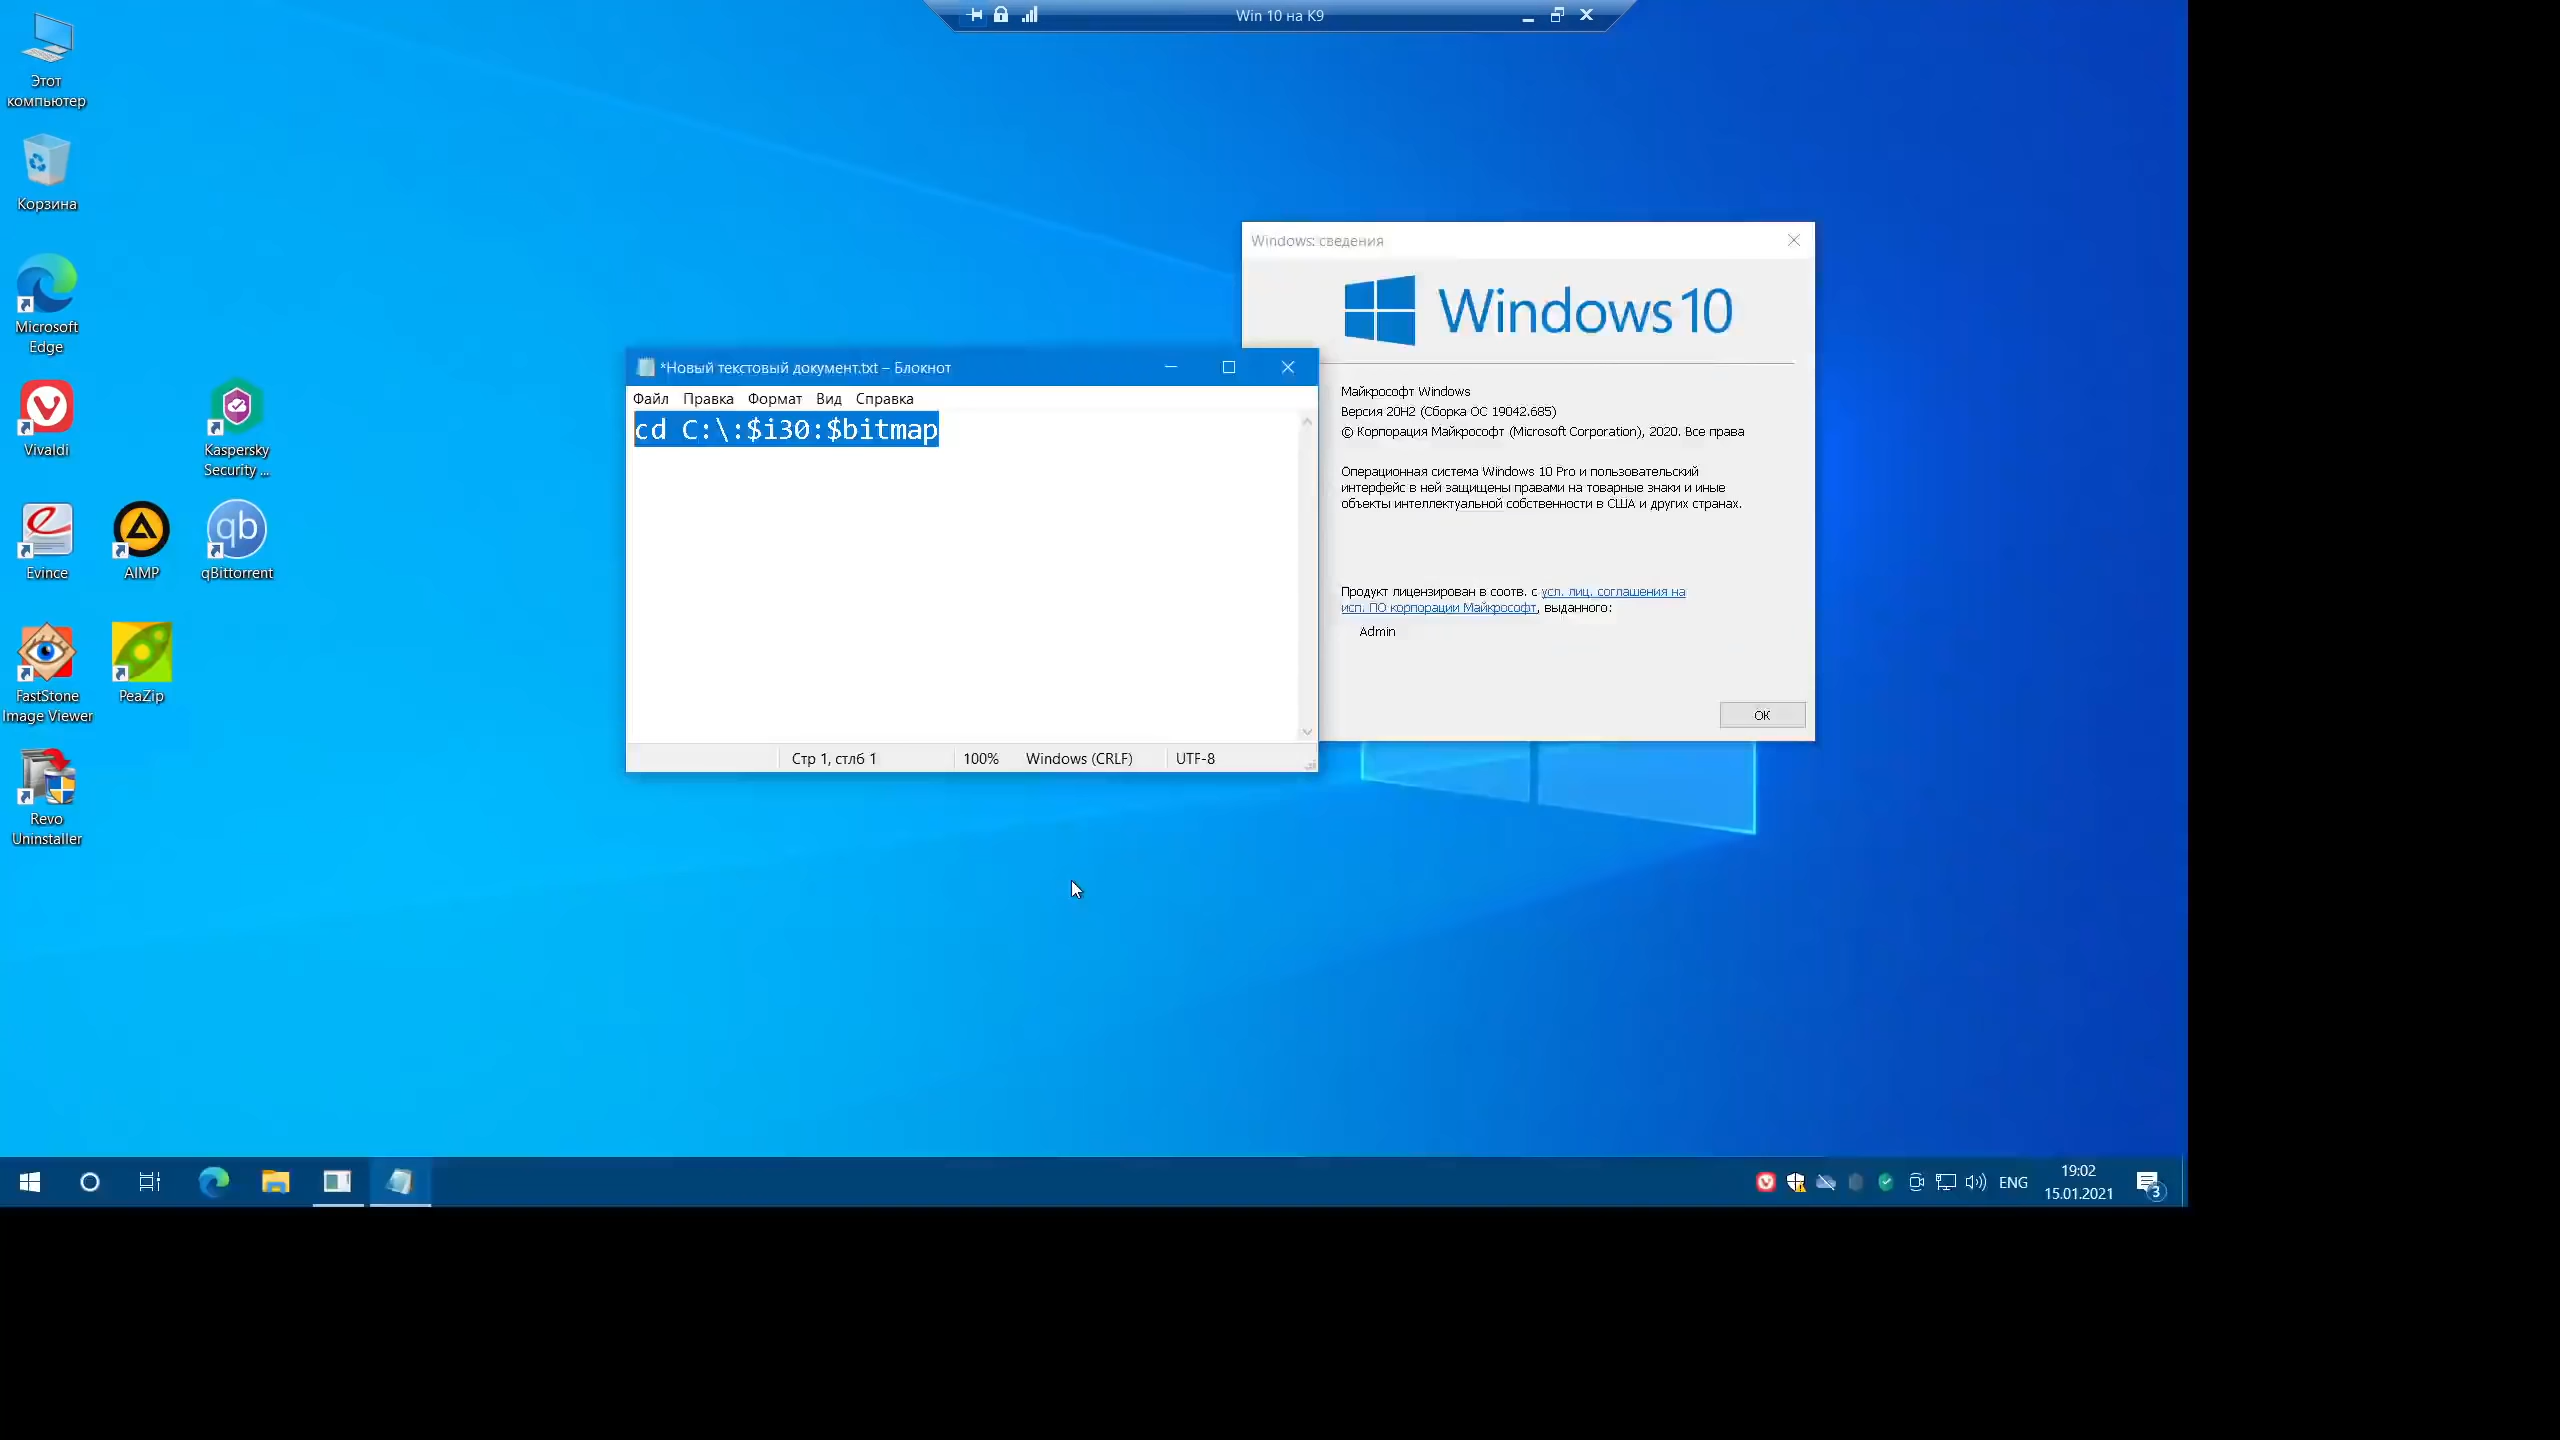 Win 10 на K9
Этот
компьютер
Корзина
Microsoft
Edge
Vivaldi
Kaspersky
Security ...
Evince
AIMP
qBittorrent
FastStone
Image Viewer
PeaZip
Revo
Uninstaller
*Новый текстовый документ.txt – Блокнот
Файл Правка Формат Вид Справка
cd C:\:$i30:$bitmap
Стр 1, стлб 1 100% Windows (CRLF) UTF-8
Windows: сведения
Windows 10
Майкрософт Windows
Версия 20H2 (Сборка ОС 19042.685)
© Корпорация Майкрософт (Microsoft Corporation), 2020. Все права
Операционная система Windows 10 Pro и пользовательский
интерфейс в ней защищены правами на товарные знаки и иные
объекты интеллектуальной собственности в США и других странах.
Продукт лицензирован в соотв. с усл. лиц. соглашения на
исп. ПО корпорации Майкрософт, выданного:
Admin
ОК
ENG
19:02
15.01.2021
3